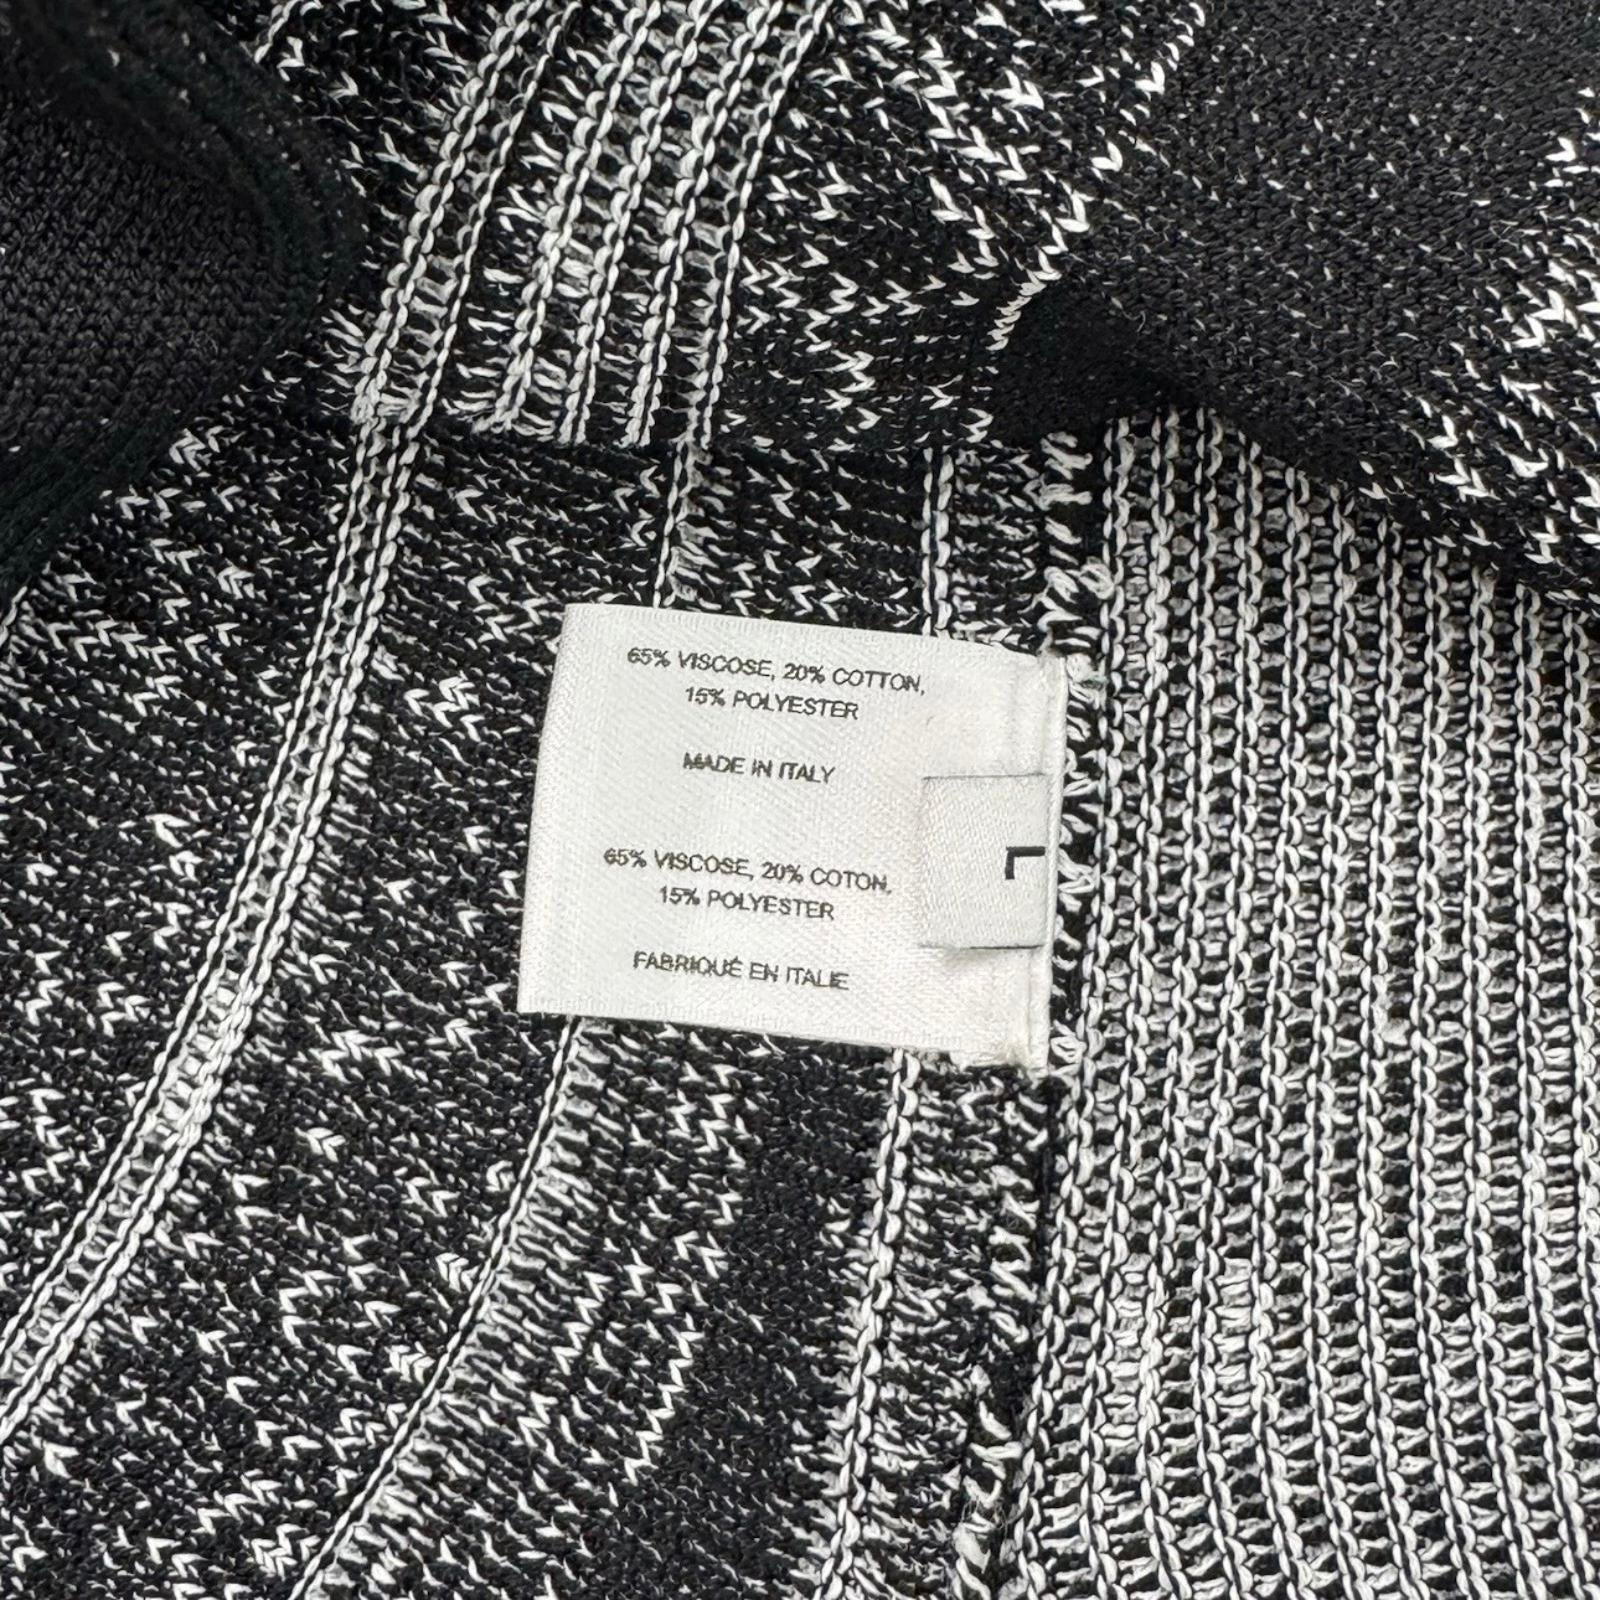 65% VISCOSE, 20% COTTON,
15% POLYESTER
MADE IN ITALY
L
65% VISCOSE, 20% COTON,
15% POLYESTER
FABRIQUÉ EN ITALIE